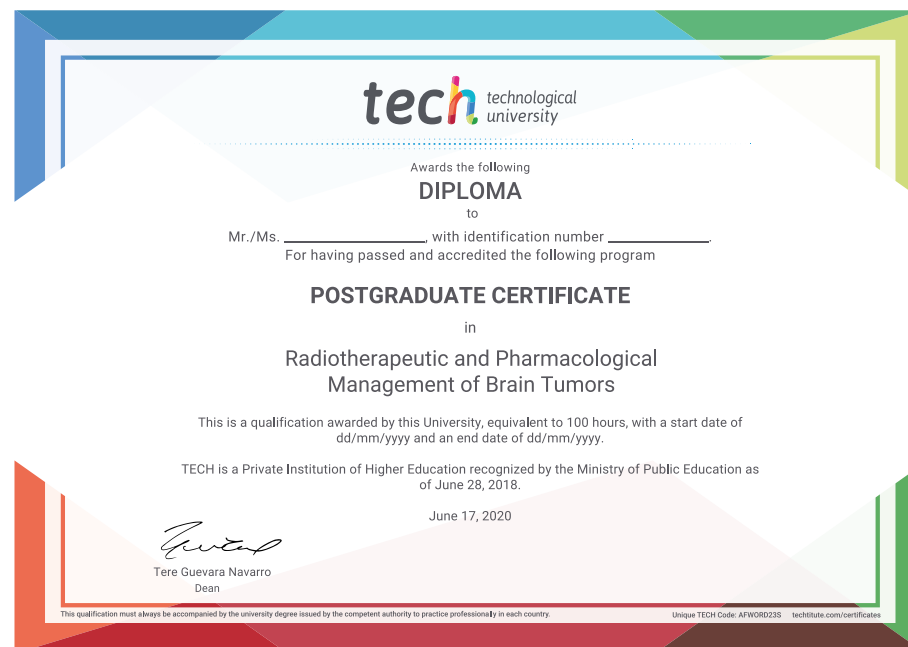 tech technological
university
Awards the following
DIPLOMA
to
Mr./Ms. ____________________, with identification number ______________.
For having passed and accredited the following program
POSTGRADUATE CERTIFICATE
in
Radiotherapeutic and Pharmacological
Management of Brain Tumors
This is a qualification awarded by this University, equivalent to 100 hours, with a start date of
dd/mm/yyyy and an end date of dd/mm/yyyy.
TECH is a Private Institution of Higher Education recognized by the Ministry of Public Education as
of June 28, 2018.
June 17, 2020
Tere Guevara Navarro
Dean
This qualification must always be accompanied by the university degree issued by the competent authority to practice professionally in each country.
Unique TECH Code: AFWORD23S techtitute.com/certificates